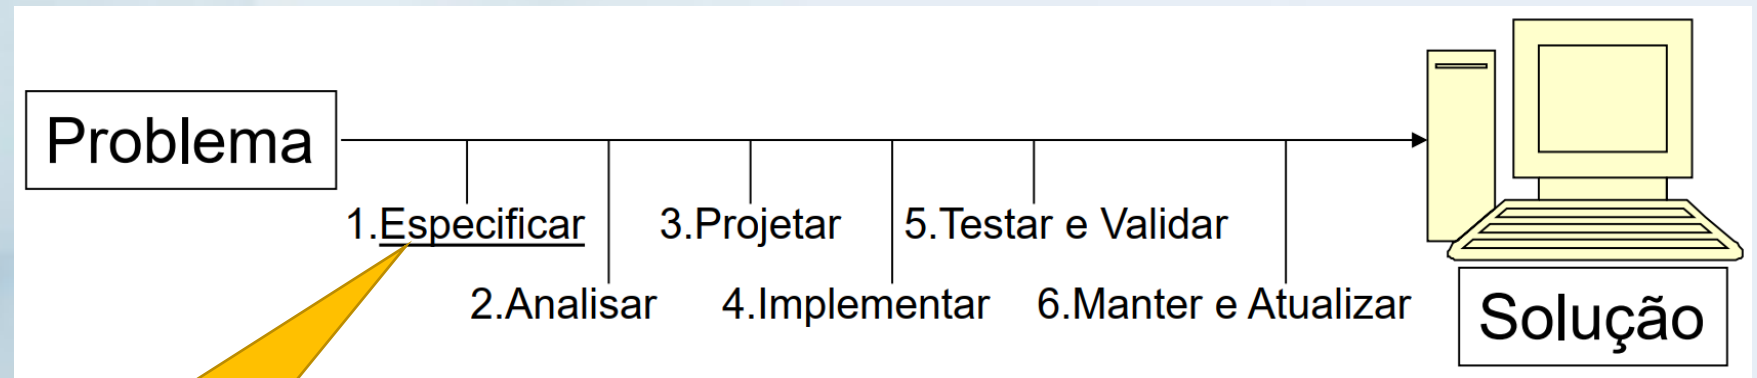 Problema
1.Especificar
2.Analisar
3.Projetar
4.Implementar
5.Testar e Validar
6.Manter e Atualizar
Solução